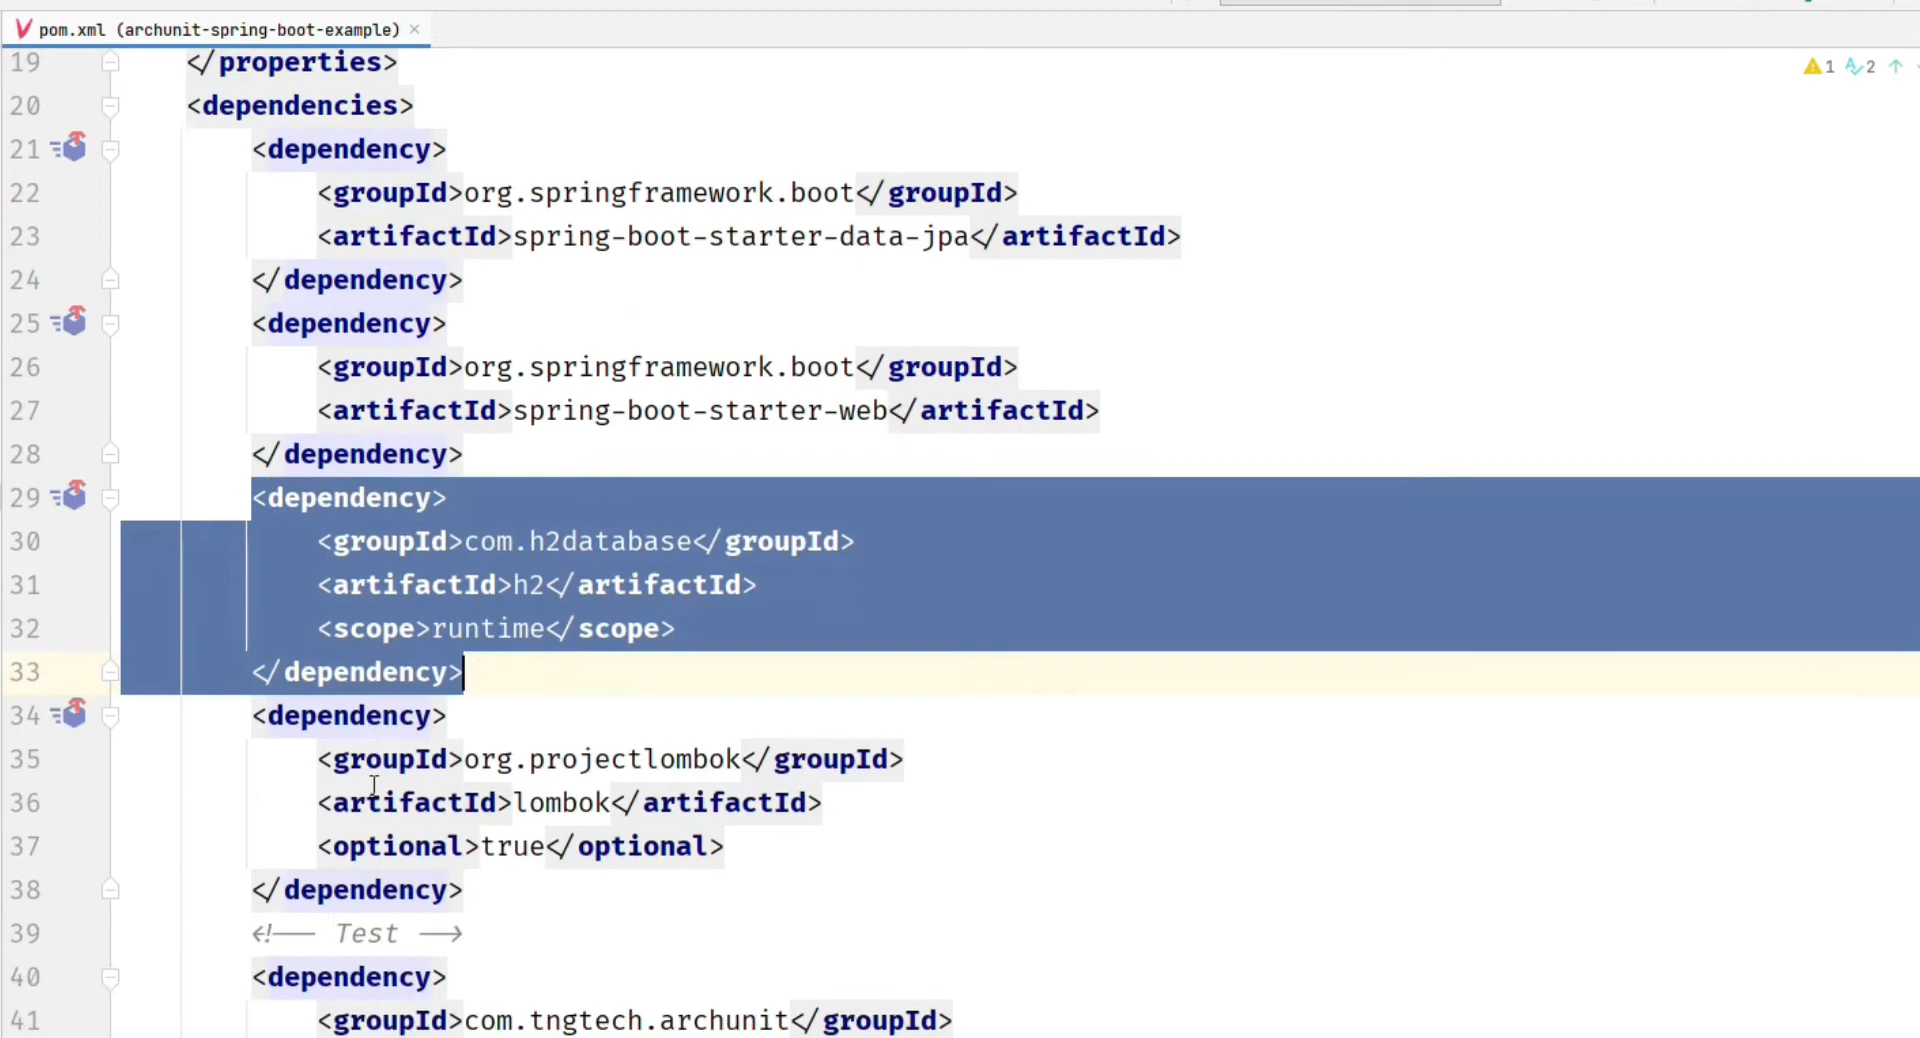 pom.xml (archunit-spring-boot-example)
1 2
19 </properties>
20 <dependencies>
21 <dependency>
22 <groupId>org.springframework.boot</groupId>
23 <artifactId>spring-boot-starter-data-jpa</artifactId>
24 </dependency>
25 <dependency>
26 <groupId>org.springframework.boot</groupId>
27 <artifactId>spring-boot-starter-web</artifactId>
28 </dependency>
29 <dependency>
30 <groupId>com.h2database</groupId>
31 <artifactId>h2</artifactId>
32 <scope>runtime</scope>
33 </dependency>
34 <dependency>
35 <groupId>org.projectlombok</groupId>
36 <artifactId>lombok</artifactId>
37 <optional>true</optional>
38 </dependency>
39 <!-- Test -->
40 <dependency>
41 <groupId>com.tngtech.archunit</groupId>